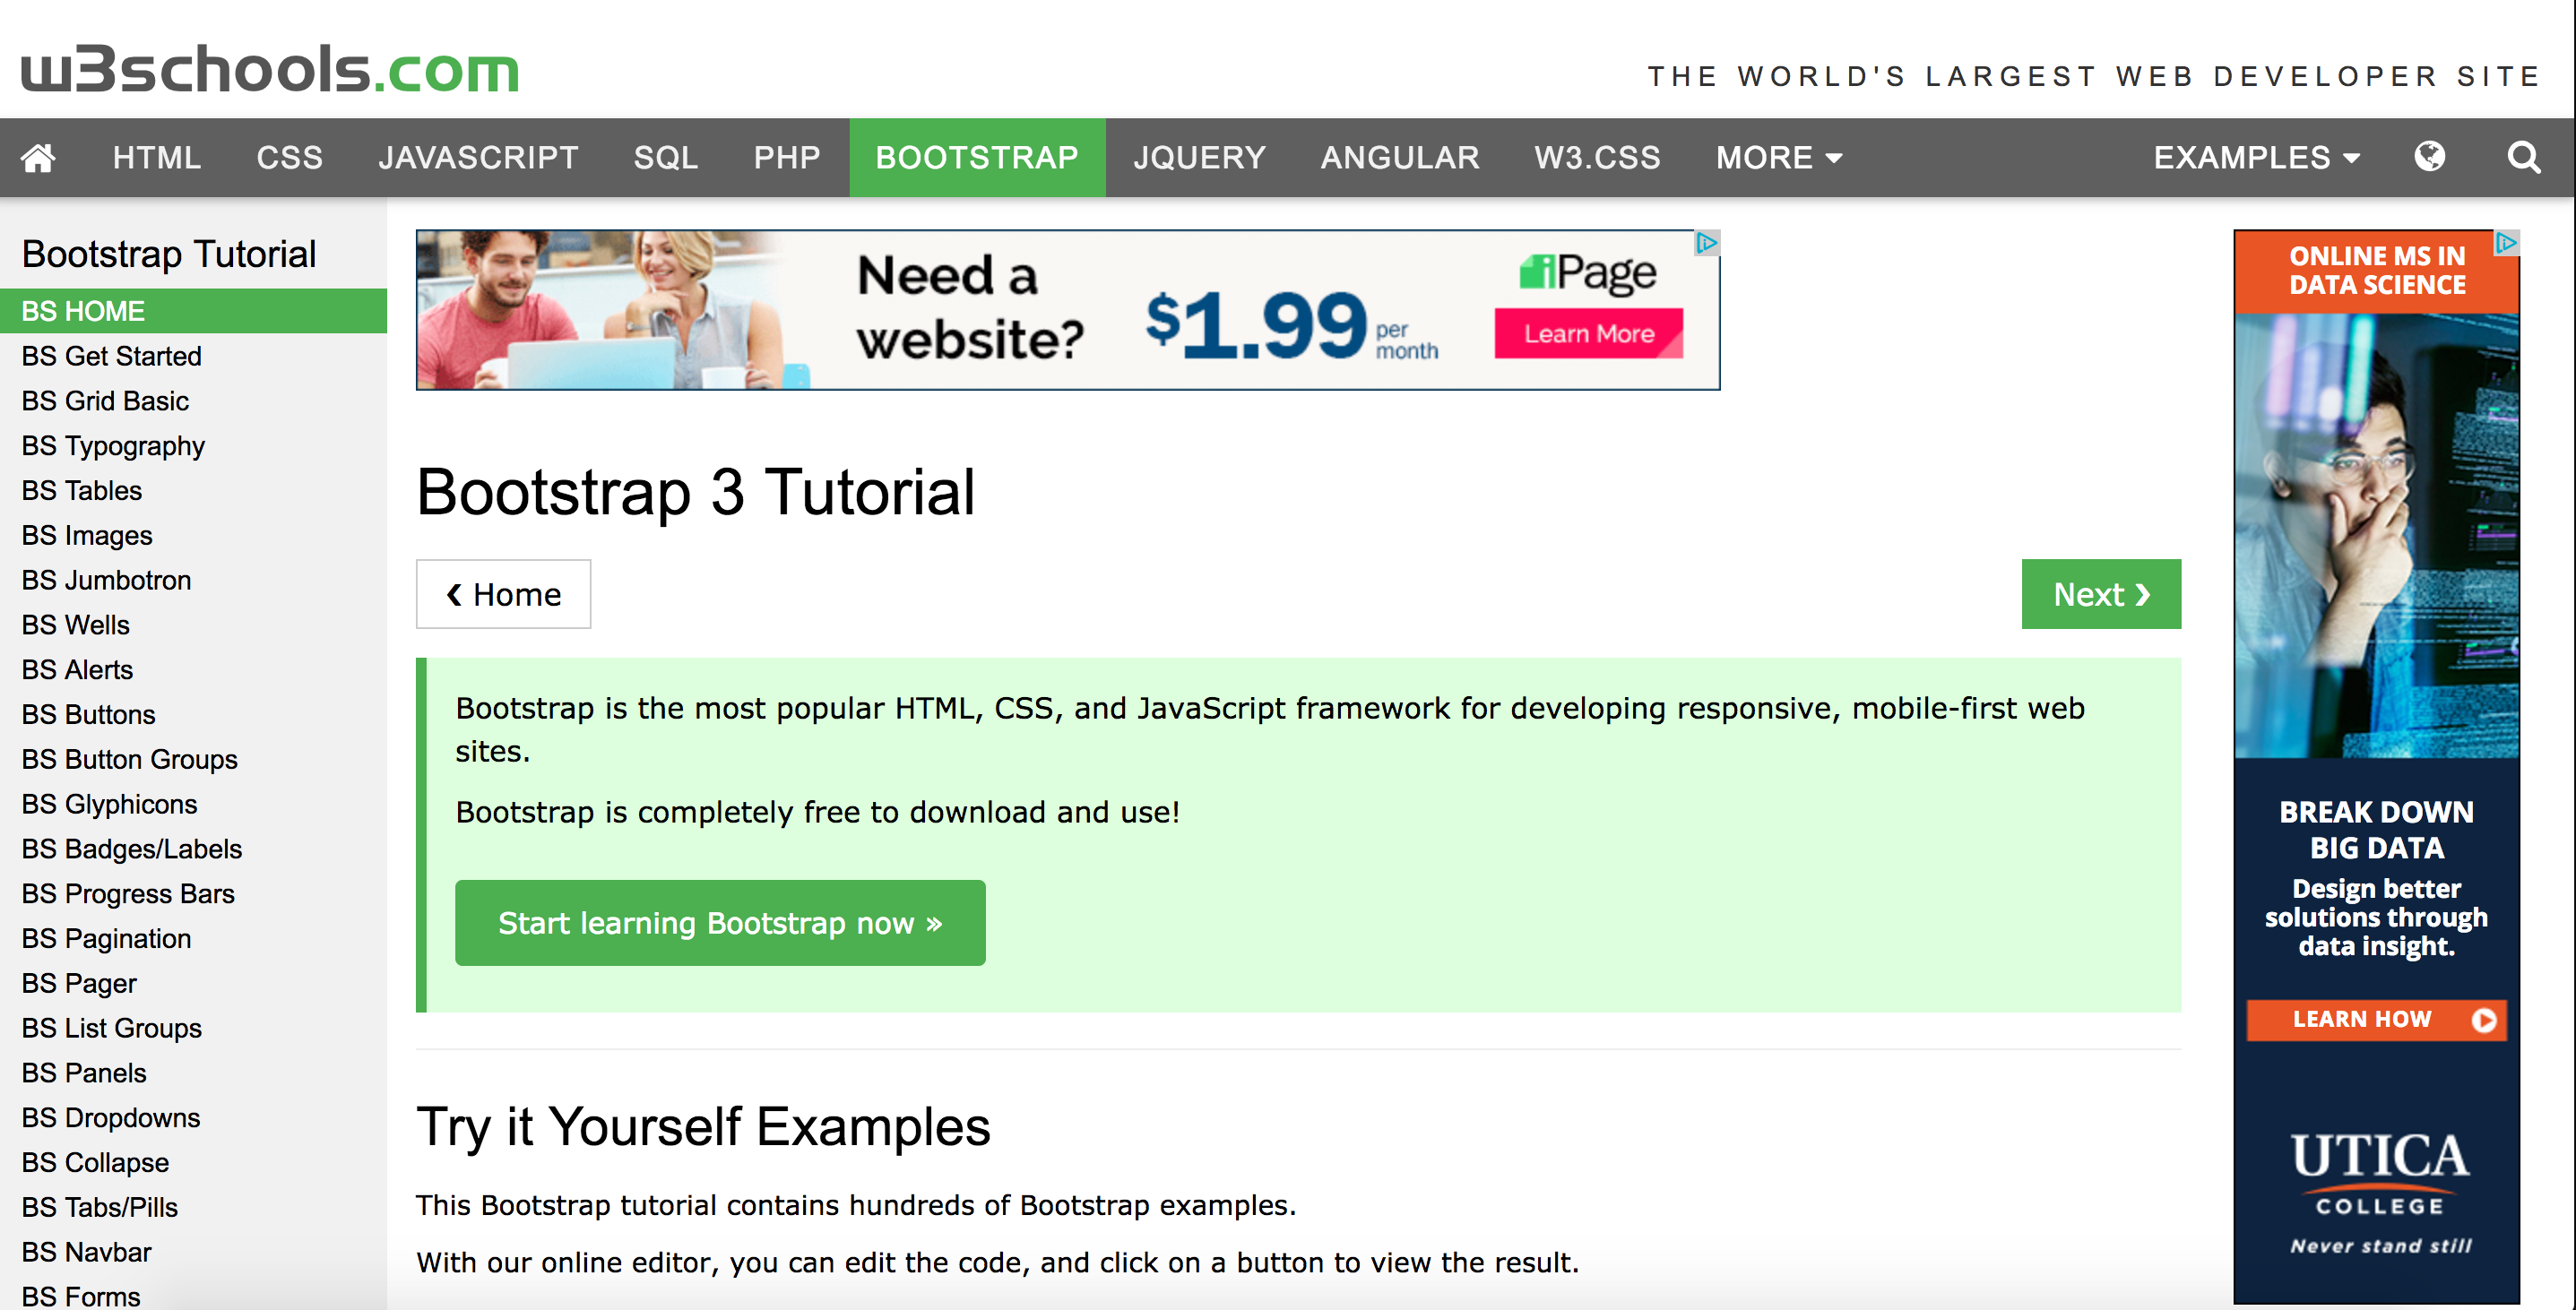 w3schools.com
THE WORLD'S LARGEST WEB DEVELOPER SITE
HTML CSS JAVASCRIPT SQL PHP BOOTSTRAP JQUERY ANGULAR W3.CSS MORE EXAMPLES
Bootstrap Tutorial
BS HOME
BS Get Started
BS Grid Basic
BS Typography
BS Tables
BS Images
BS Jumbotron
BS Wells
BS Alerts
BS Buttons
BS Button Groups
BS Glyphicons
BS Badges/Labels
BS Progress Bars
BS Pagination
BS Pager
BS List Groups
BS Panels
BS Dropdowns
BS Collapse
BS Tabs/Pills
BS Navbar
BS Forms
Need a
website?
$1.99 per
month
iPage
Learn More
Bootstrap 3 Tutorial
❮ Home
Next ❯
Bootstrap is the most popular HTML, CSS, and JavaScript framework for developing responsive, mobile-first web
sites.
Bootstrap is completely free to download and use!
Start learning Bootstrap now »
Try it Yourself Examples
This Bootstrap tutorial contains hundreds of Bootstrap examples.
With our online editor, you can edit the code, and click on a button to view the result.
ONLINE MS IN
DATA SCIENCE
BREAK DOWN
BIG DATA
Design better
solutions through
data insight.
LEARN HOW
UTICA
COLLEGE
Never stand still